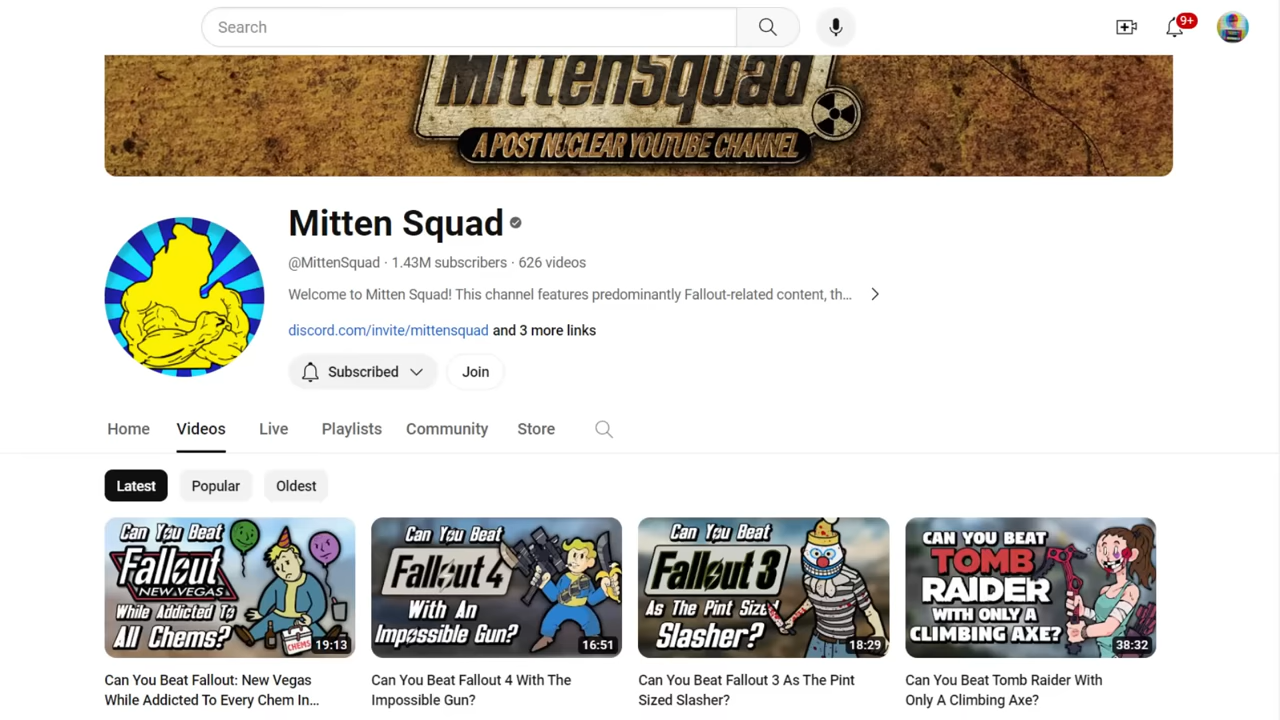 Search
9+
MittenSquad
A POST NUCLEAR YOUTUBE CHANNEL
Mitten Squad
@MittenSquad · 1.43M subscribers · 626 videos
Welcome to Mitten Squad! This channel features predominantly Fallout-related content, th...
discord.com/invite/mittensquad and 3 more links
Subscribed
Join
Home Videos Live Playlists Community Store
Latest Popular Oldest
Can You Beat
Fallout
NEW VEGAS
While Addicted To
All Chems?
CHEMS
19:13
Can You Beat
Fallout 4
With An
Impossible Gun?
16:51
Can You Beat
Fallout 3
As The Pint Sized
Slasher?
18:29
CAN YOU BEAT
TOMB
RAIDER
WITH ONLY A
CLIMBING AXE?
38:32
Can You Beat Fallout: New Vegas
While Addicted To Every Chem In...
Can You Beat Fallout 4 With The
Impossible Gun?
Can You Beat Fallout 3 As The Pint
Sized Slasher?
Can You Beat Tomb Raider With
Only A Climbing Axe?